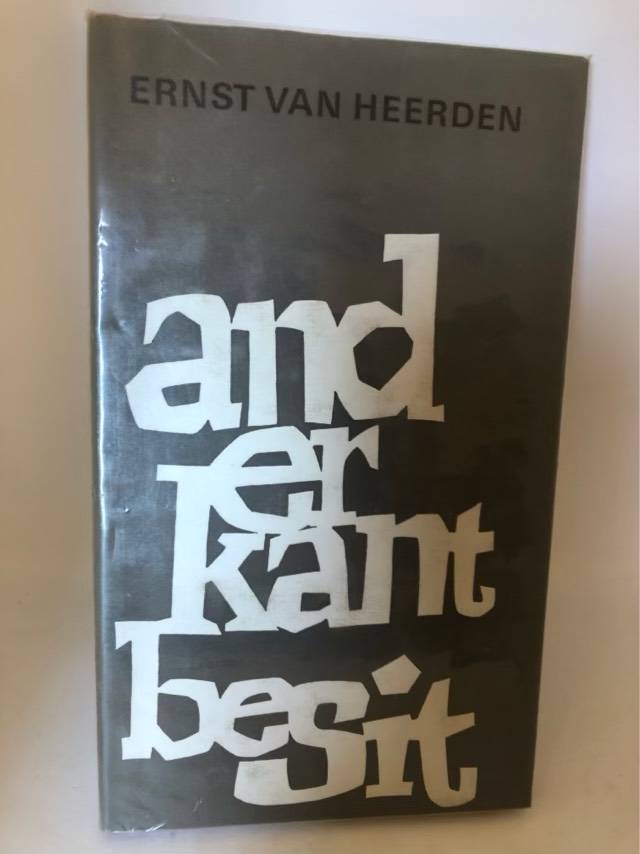 ERNST VAN HEERDEN
and
er
kant
besit